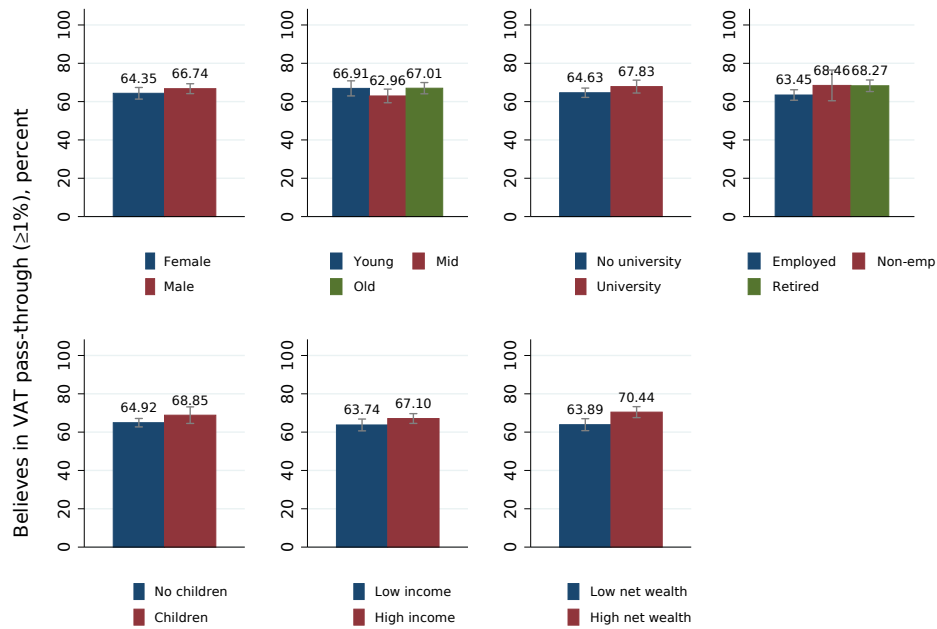 Believes in VAT pass-through (≥1%), percent
0 20 40 60 80 100
64.35 66.74
Female
Male
0 20 40 60 80 100
66.91 62.96 67.01
Young Mid
Old
0 20 40 60 80 100
64.63 67.83
No university
University
0 20 40 60 80 100
63.45 68.46 68.27
Employed Non-emp
Retired
0 20 40 60 80 100
64.92 68.85
No children
Children
0 20 40 60 80 100
63.74 67.10
Low income
High income
0 20 40 60 80 100
63.89 70.44
Low net wealth
High net wealth